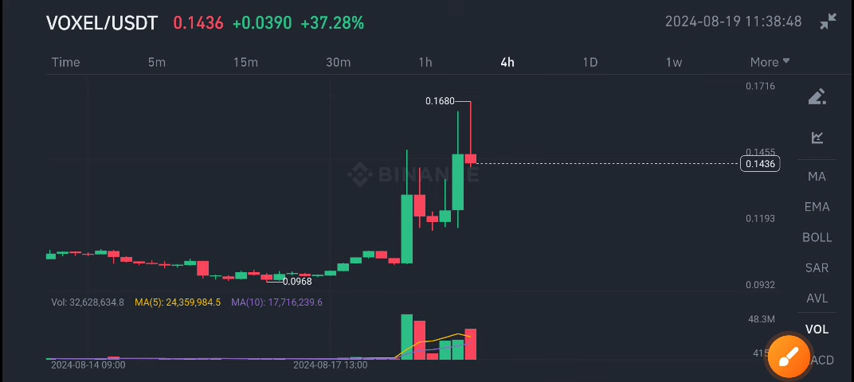 VOXEL/USDT 0.1436 +0.0390 +37.28% 2024-08-19 11:38:48
Time 5m 15m 30m 1h 4h 1D 1w More
0.1716
0.1680
0.1455
0.1436
BINANCE
MA
EMA
0.1193
BOLL
SAR
0.0968
0.0932
AVL
Vol: 32,628,634.8 MA(5): 24,359,984.5 MA(10): 17,716,239.6
48.3M
VOL
415
ACD
2024-08-14 09:00 2024-08-17 13:00